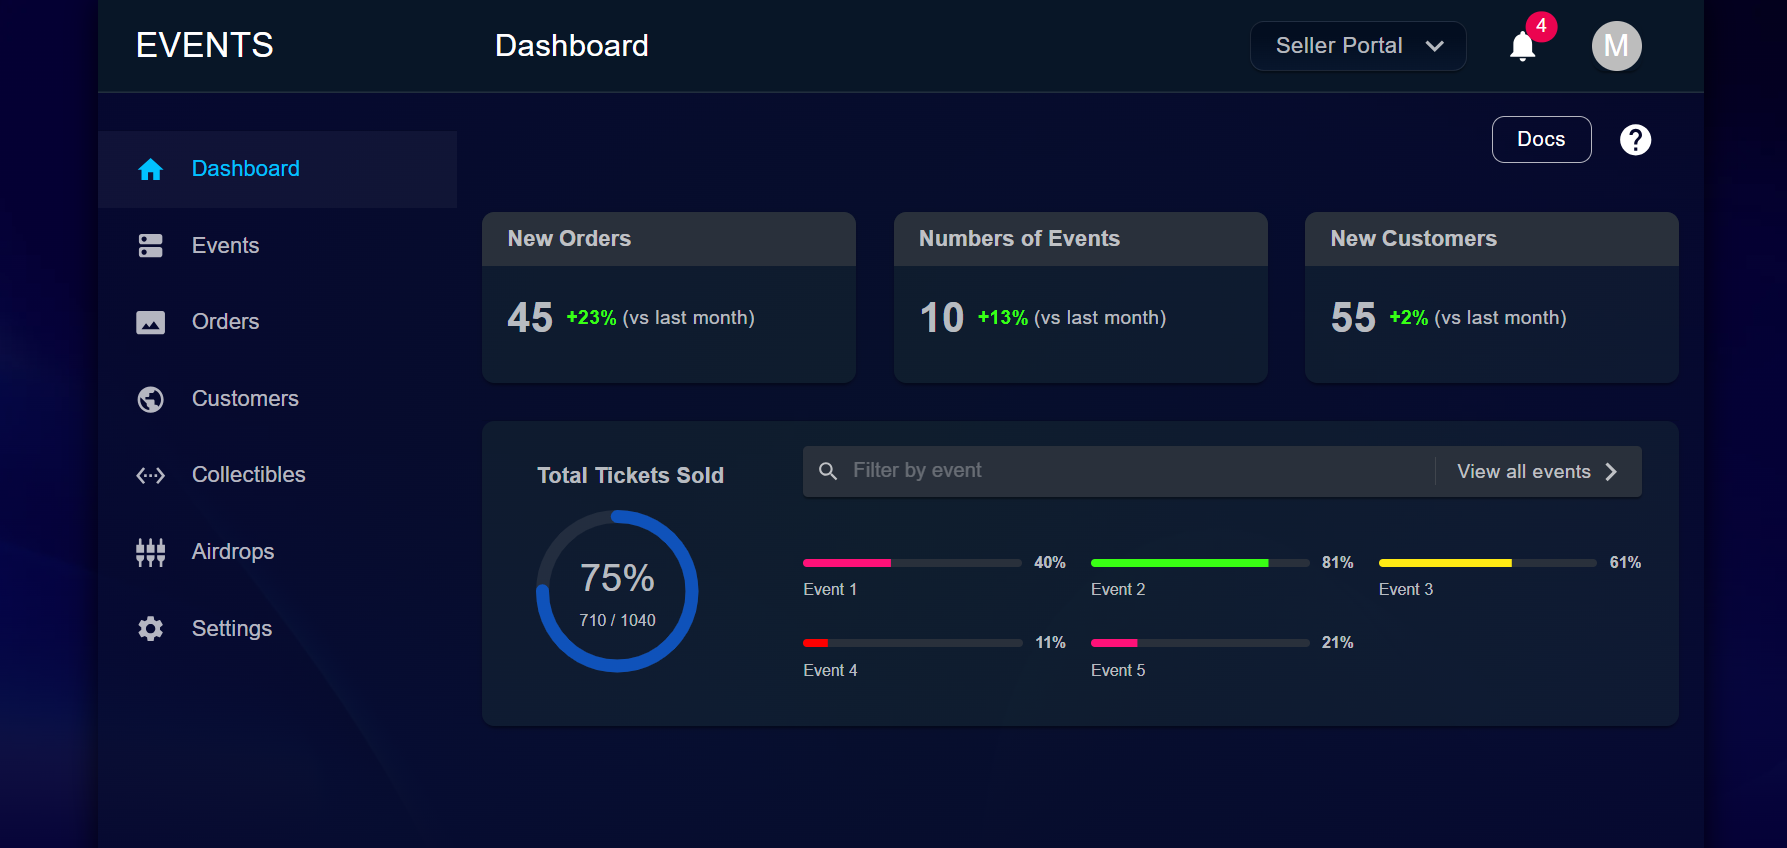 EVENTS
Dashboard
Seller Portal
4
M
Docs
?
Dashboard
Events
Orders
Customers
Collectibles
Airdrops
Settings
New Orders
45 +23% (vs last month)
Numbers of Events
10 +13% (vs last month)
New Customers
55 +2% (vs last month)
Total Tickets Sold
75%
710 / 1040
Filter by event
View all events
40%
Event 1
81%
Event 2
61%
Event 3
11%
Event 4
21%
Event 5